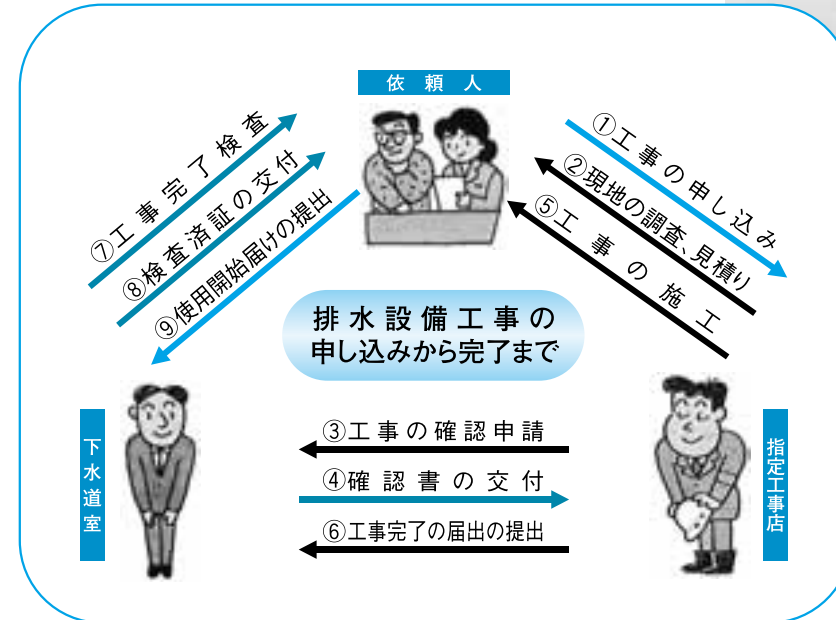 依頼人
①工事の申し込み
②現地の調査、見積り
⑤工事の施工
⑦工事完了検査
⑧検査済証の交付
⑨使用開始届けの提出
排水設備工事の
申し込みから完了まで
下水道室
③工事の確認申請
④確認書の交付
⑥工事完了の届出の提出
指定工事店